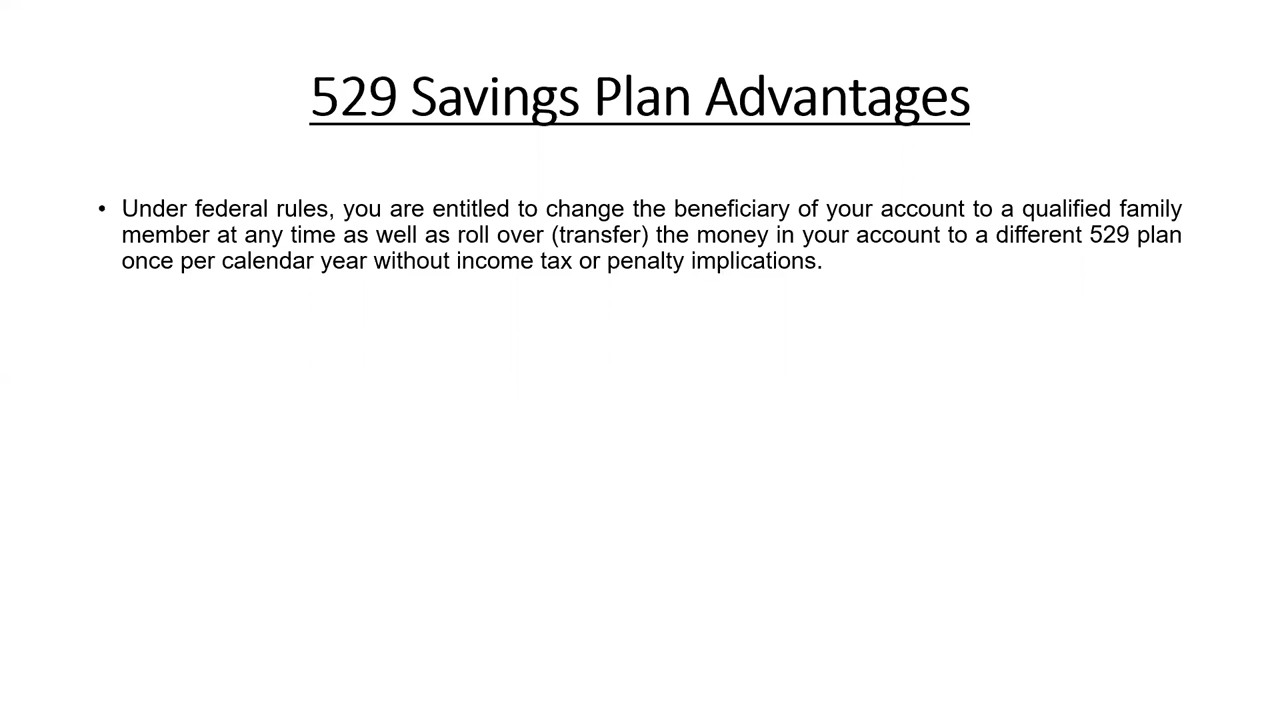 529 Savings Plan Advantages
• Under federal rules, you are entitled to change the beneficiary of your account to a qualified family
member at any time as well as roll over (transfer) the money in your account to a different 529 plan
once per calendar year without income tax or penalty implications.